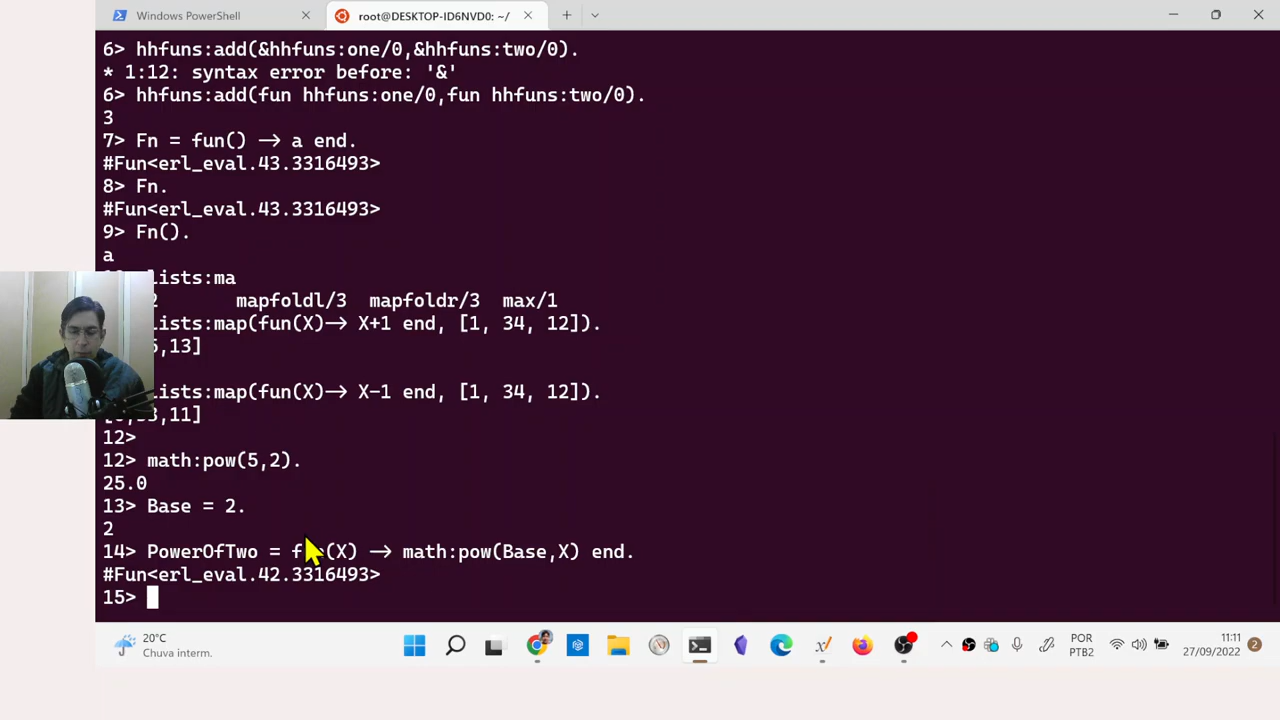 Windows PowerShell
root@DESKTOP-ID6NVD0: ~/
6> hhfuns:add(&hhfuns:one/0,&hhfuns:two/0).
* 1:12: syntax error before: '&'
6> hhfuns:add(fun hhfuns:one/0,fun hhfuns:two/0).
3
7> Fn = fun() -> a end.
#Fun<erl_eval.43.3316493>
8> Fn.
#Fun<erl_eval.43.3316493>
9> Fn().
a
lists:ma
2 mapfoldl/3 mapfoldr/3 max/1
lists:map(fun(X)-> X+1 end, [1, 34, 12]).
,13]
lists:map(fun(X)-> X-1 end, [1, 34, 12]).
,11]
12>
12> math:pow(5,2).
25.0
13> Base = 2.
2
14> PowerOfTwo = fun(X) -> math:pow(Base,X) end.
#Fun<erl_eval.42.3316493>
15>
20°C
Chuva interm.
POR
PTB2
11:11
27/09/2022
2